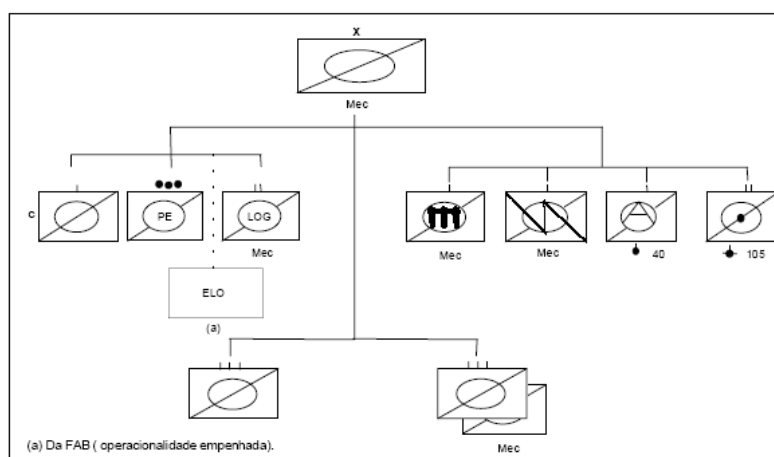 X
Mec
C
PE
LOG
Mec
Mec
Mec
40
105
ELO
(a)
Mec
(a) Da FAB ( operacionalidade empenhada).